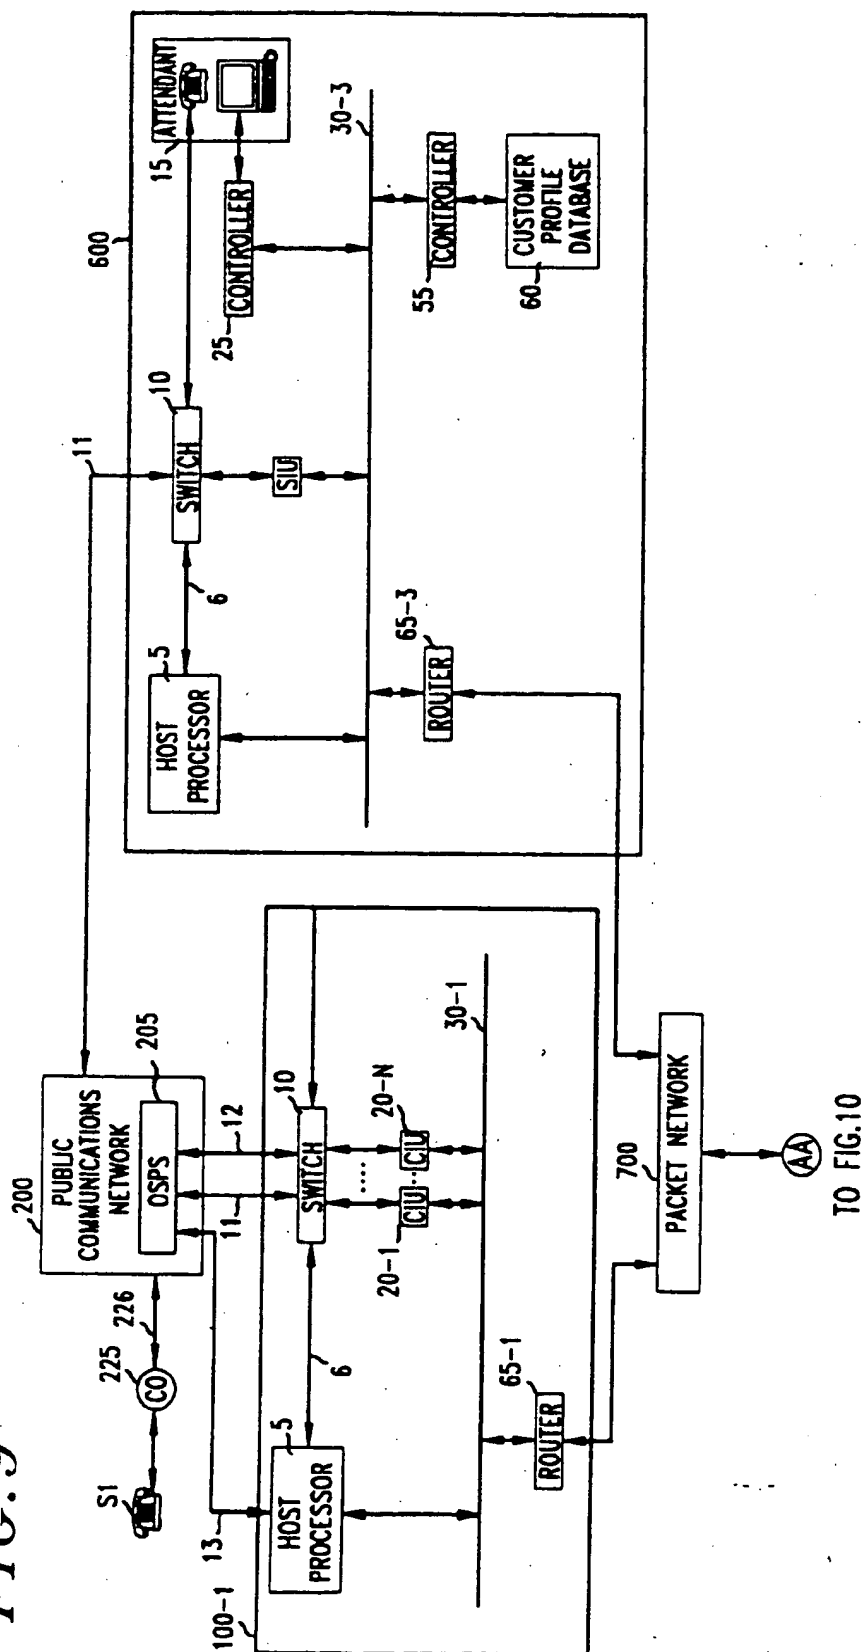 FIG. 9
S1
CO
225
226
200
PUBLIC
COMMUNICATIONS
NETWORK
OSPS
205
11
13
11
12
100-1
HOST
PROCESSOR
5
6
SWITCH
10
20-1
CIU
....
..
CIU
20-N
30-1
65-1
ROUTER
600
HOST
PROCESSOR
5
6
SWITCH
10
SIU
15
ATTENDANT
25
CONTROLLER
30-3
65-3
ROUTER
55
CONTROLLER
60
CUSTOMER
PROFILE
DATABASE
700
PACKET NETWORK
AA
TO FIG.10